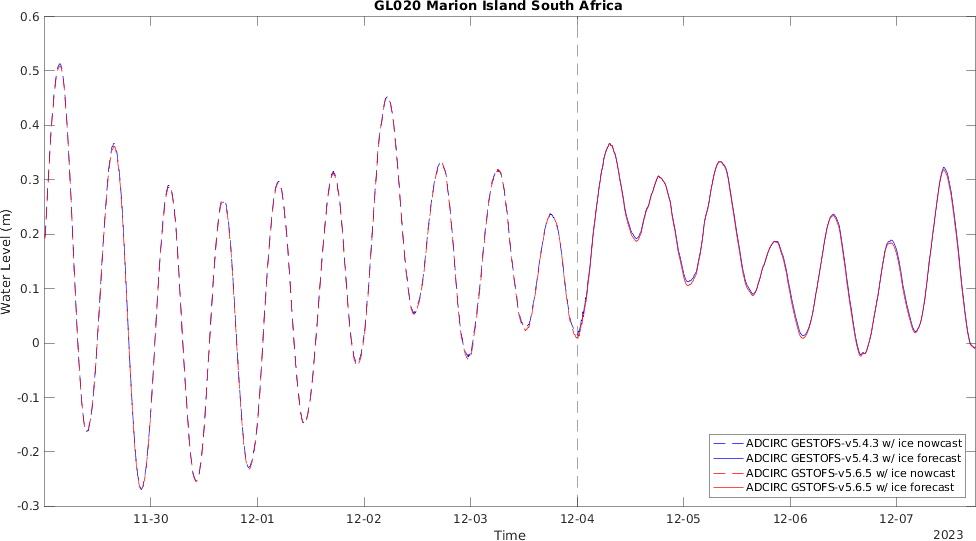 GL020 Marion Island South Africa
0.6
0.5
0.4
0.3
0.2
0.1
0
-0.1
-0.2
-0.3
Water Level (m)
11-30
12-01
12-02
12-03
12-04
12-05
12-06
12-07
Time
2023
ADCIRC GESTOFS-v5.4.3 w/ ice nowcast
ADCIRC GESTOFS-v5.4.3 w/ ice forecast
ADCIRC GSTOFS-v5.6.5 w/ ice nowcast
ADCIRC GSTOFS-v5.6.5 w/ ice forecast